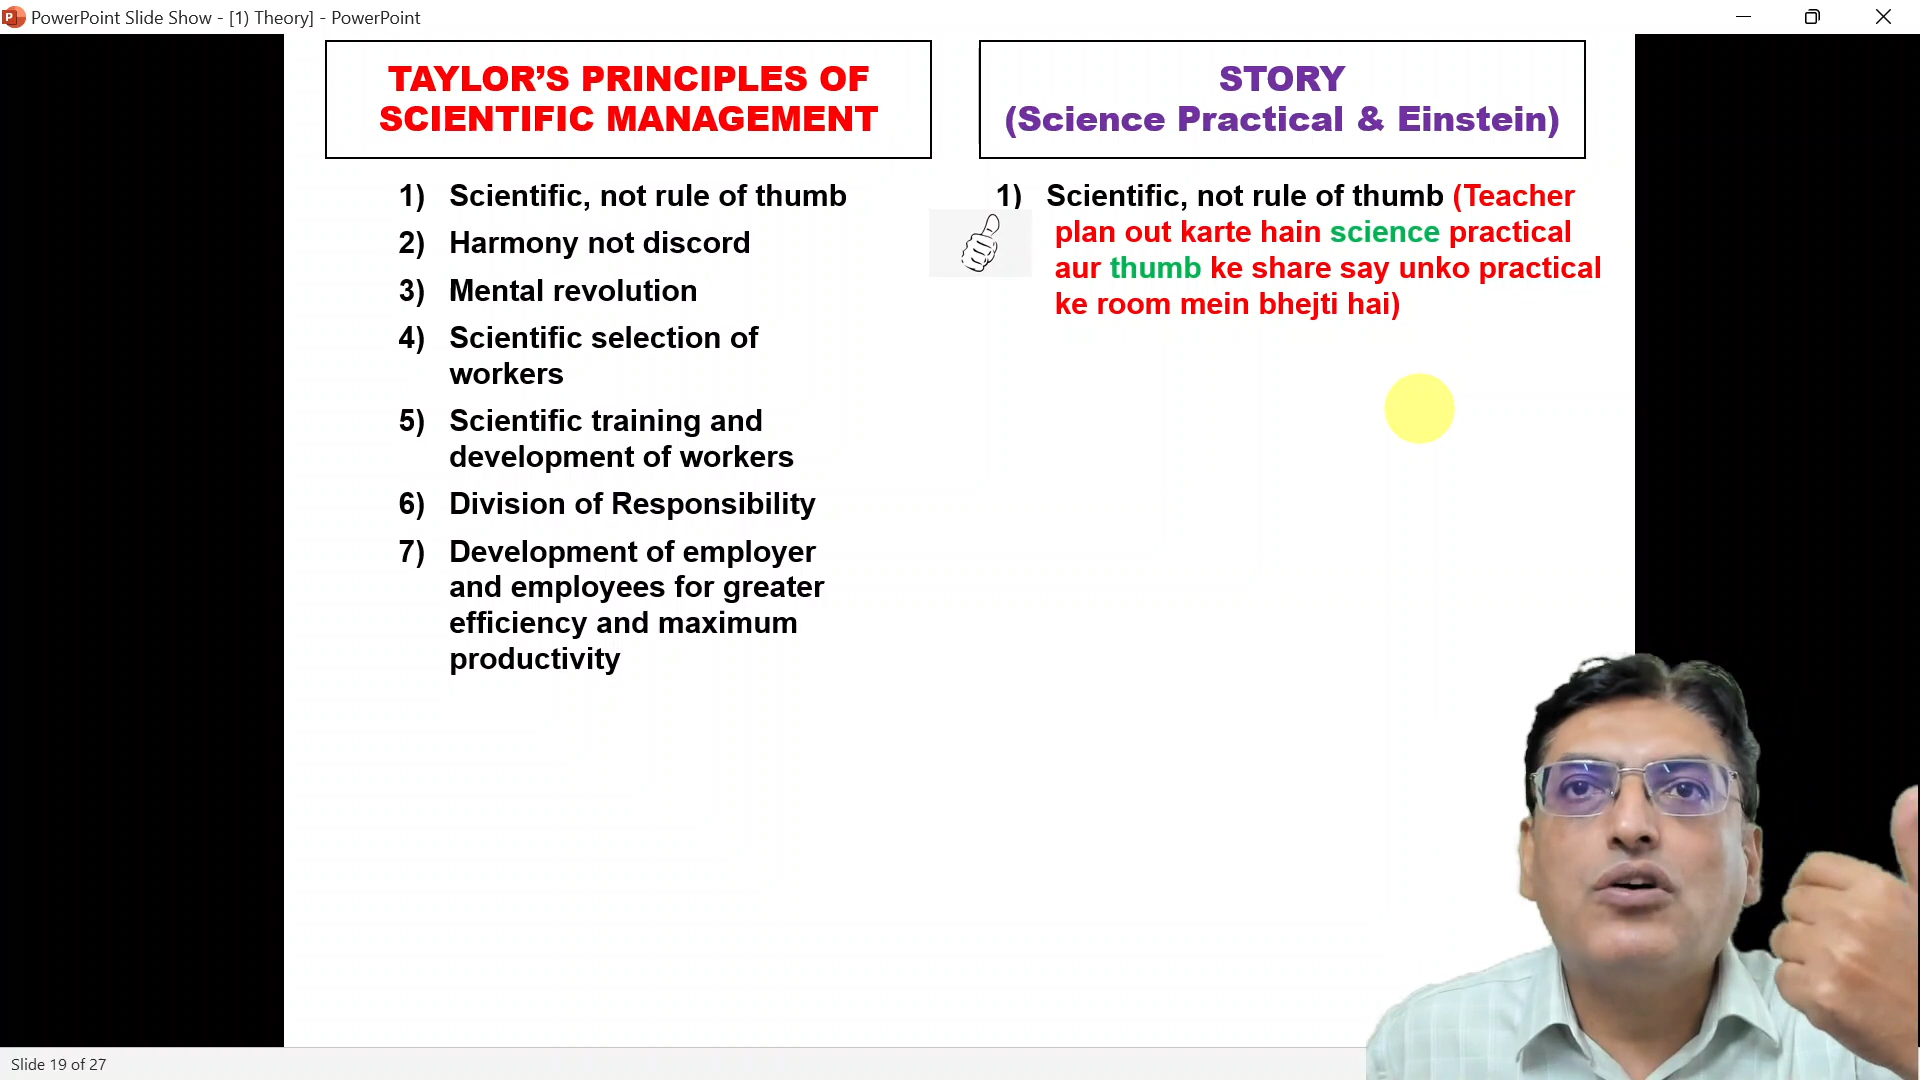 PowerPoint Slide Show - [1) Theory] - PowerPoint
TAYLOR’S PRINCIPLES OF
SCIENTIFIC MANAGEMENT
1) Scientific, not rule of thumb
2) Harmony not discord
3) Mental revolution
4) Scientific selection of
workers
5) Scientific training and
development of workers
6) Division of Responsibility
7) Development of employer
and employees for greater
efficiency and maximum
productivity
STORY
(Science Practical & Einstein)
1) Scientific, not rule of thumb (Teacher
plan out karte hain science practical
aur thumb ke share say unko practical
ke room mein bhejti hai)
Slide 19 of 27